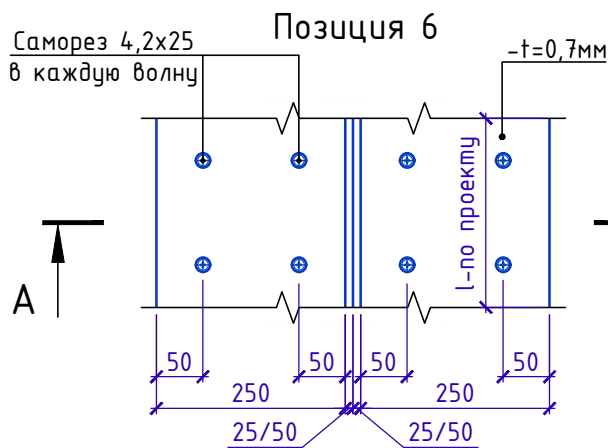 Позиция 6
Саморез 4,2х25
в каждую волну
-t=0,7мм
l-по проекту
А
50
50
50
50
250
250
25/50
25/50